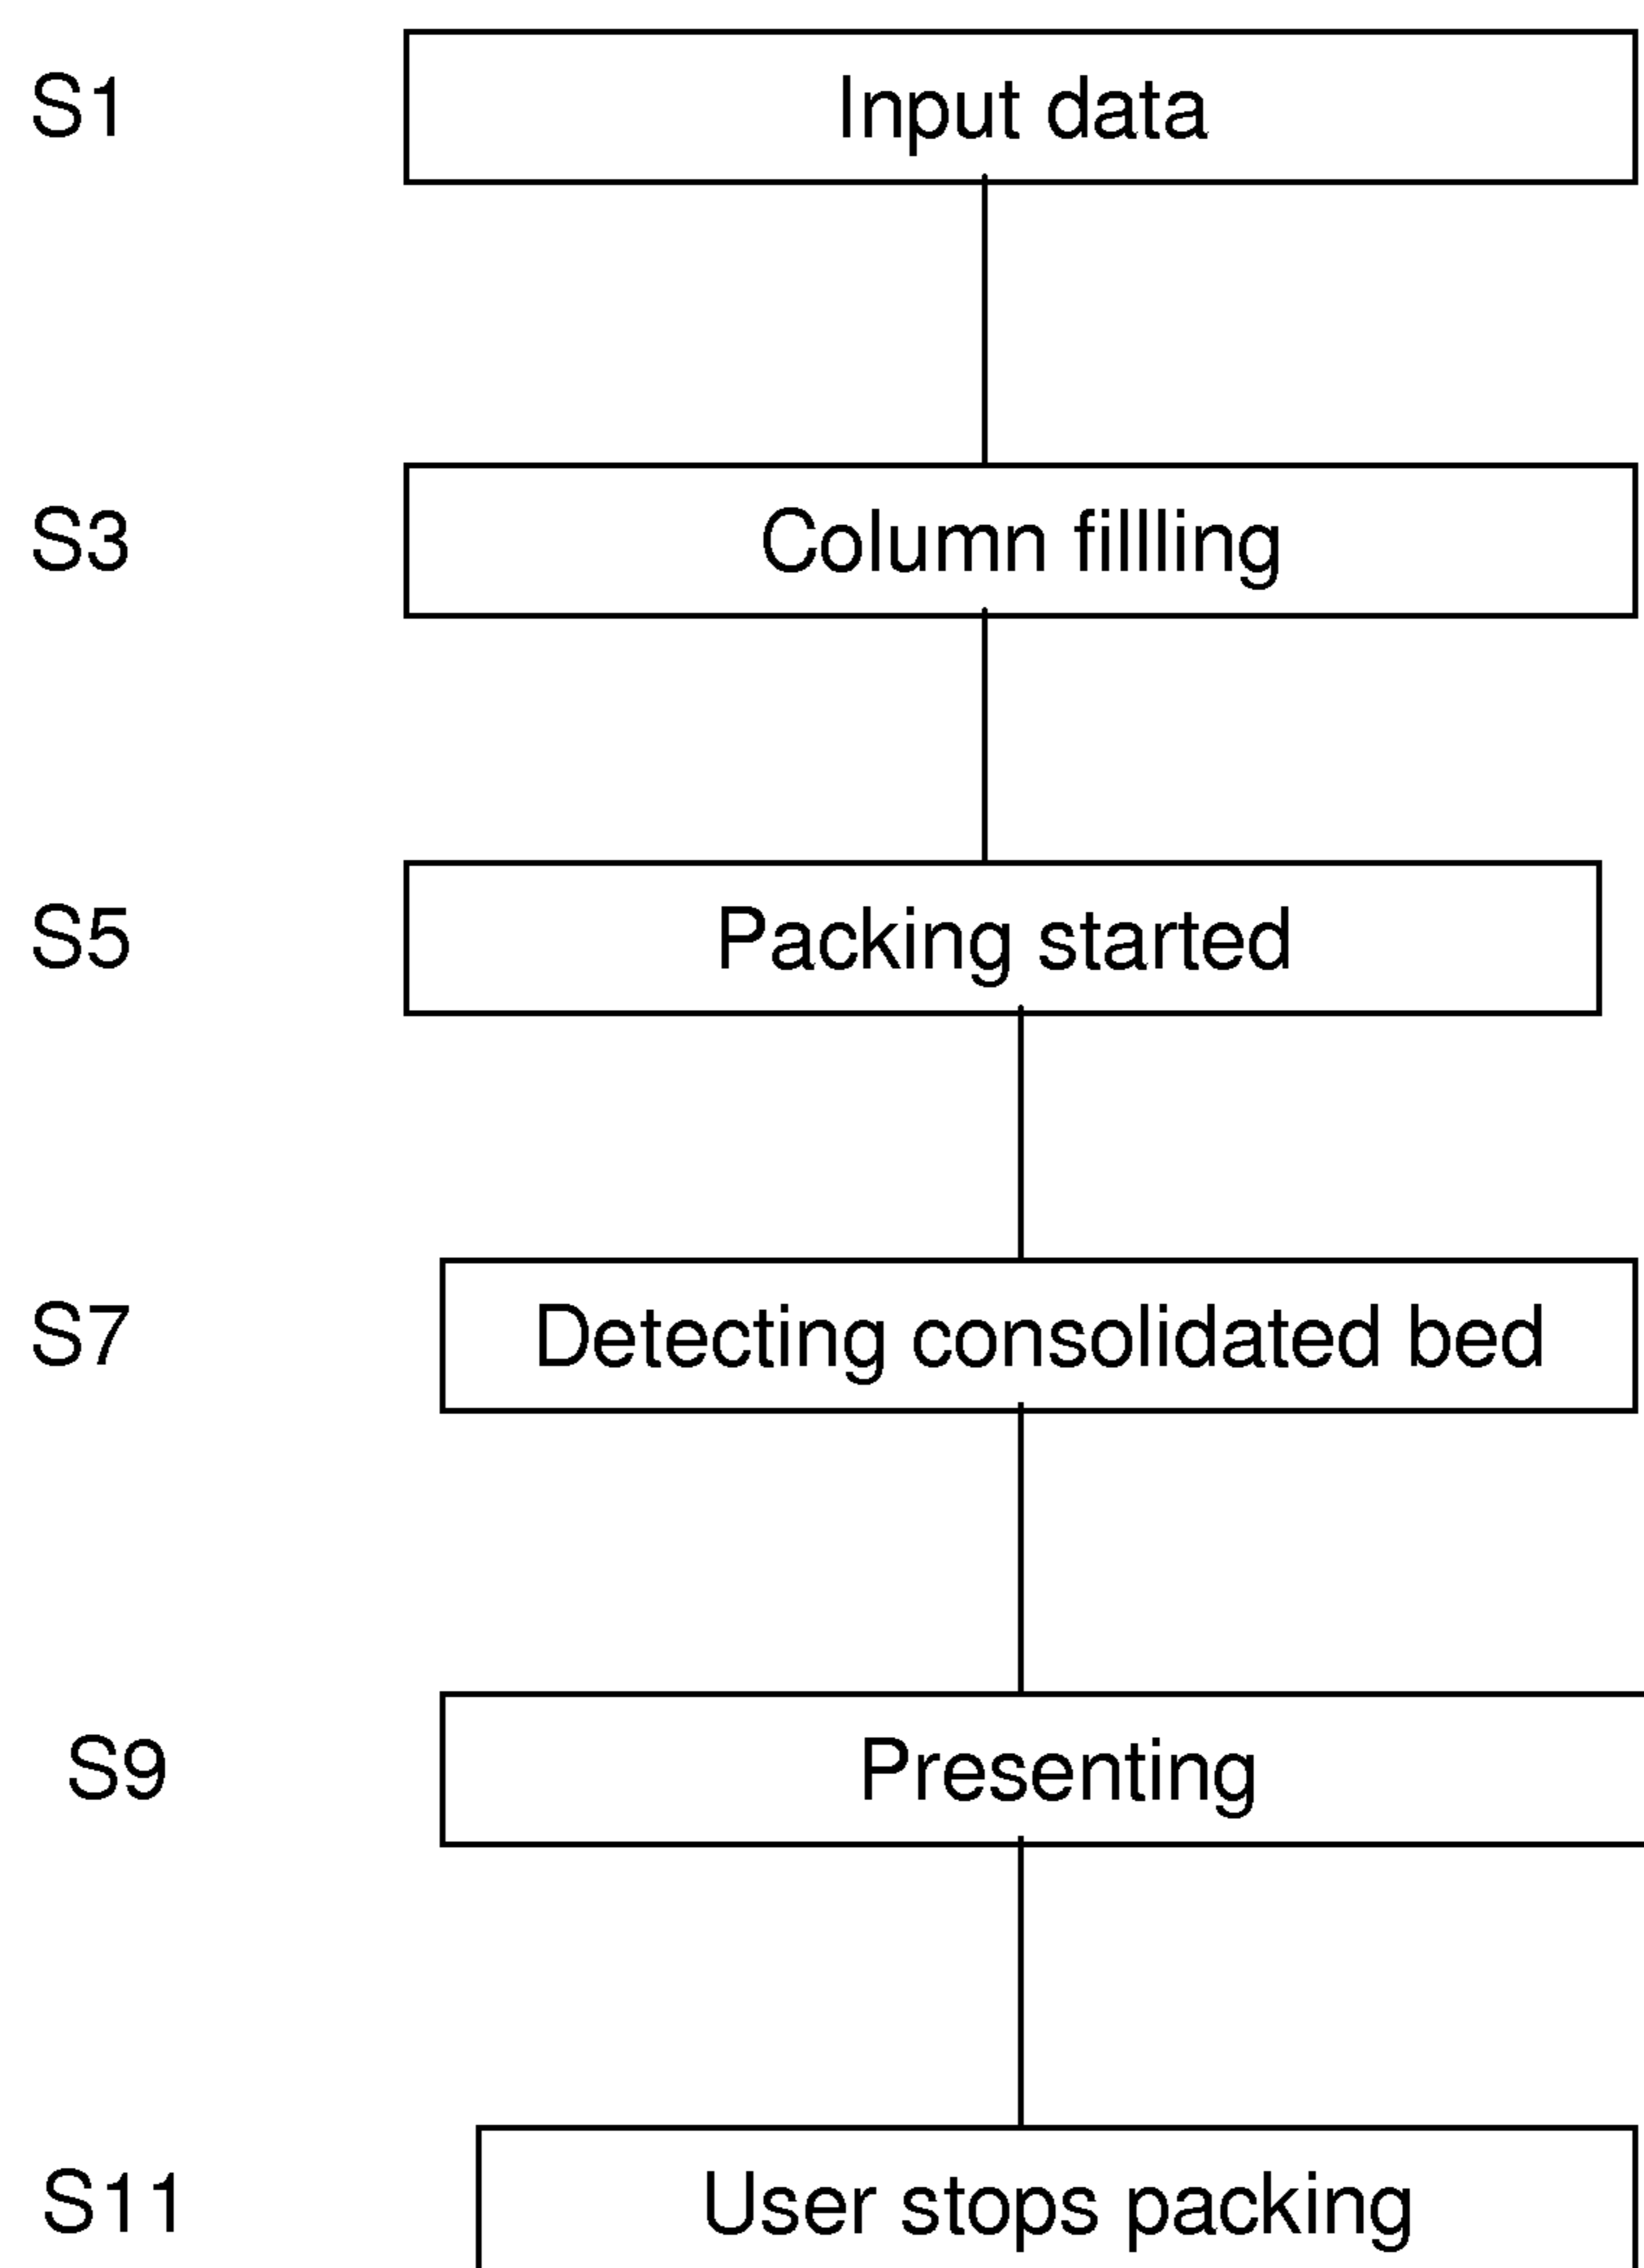 S1 Input data
S3 Column fillling
S5 Packing started
S7 Detecting consolidated bed
S9 Presenting
S11 User stops packing